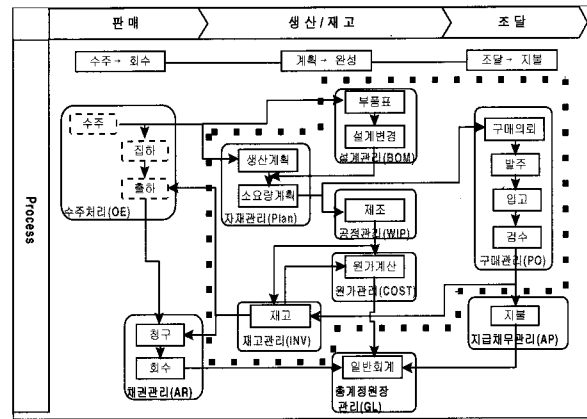 판매
생산/재고
조달
수주→ 회수
계획→ 완성
조달→ 지불
Process
수주
집하
출하
수주처리(OE)
생산계획
소요량계획
자재관리(Plan)
부품표
설계변경
설계관리(BOM)
제조
공정관리(WIP)
원가계산
원가관리(COST)
구매의뢰
발주
입고
검수
구매관리(PO)
청구
회수
채권관리(AR)
재고
재고관리(INV)
일반회계
총계정원장
관리(GL)
지불
지급채무관리(AP)